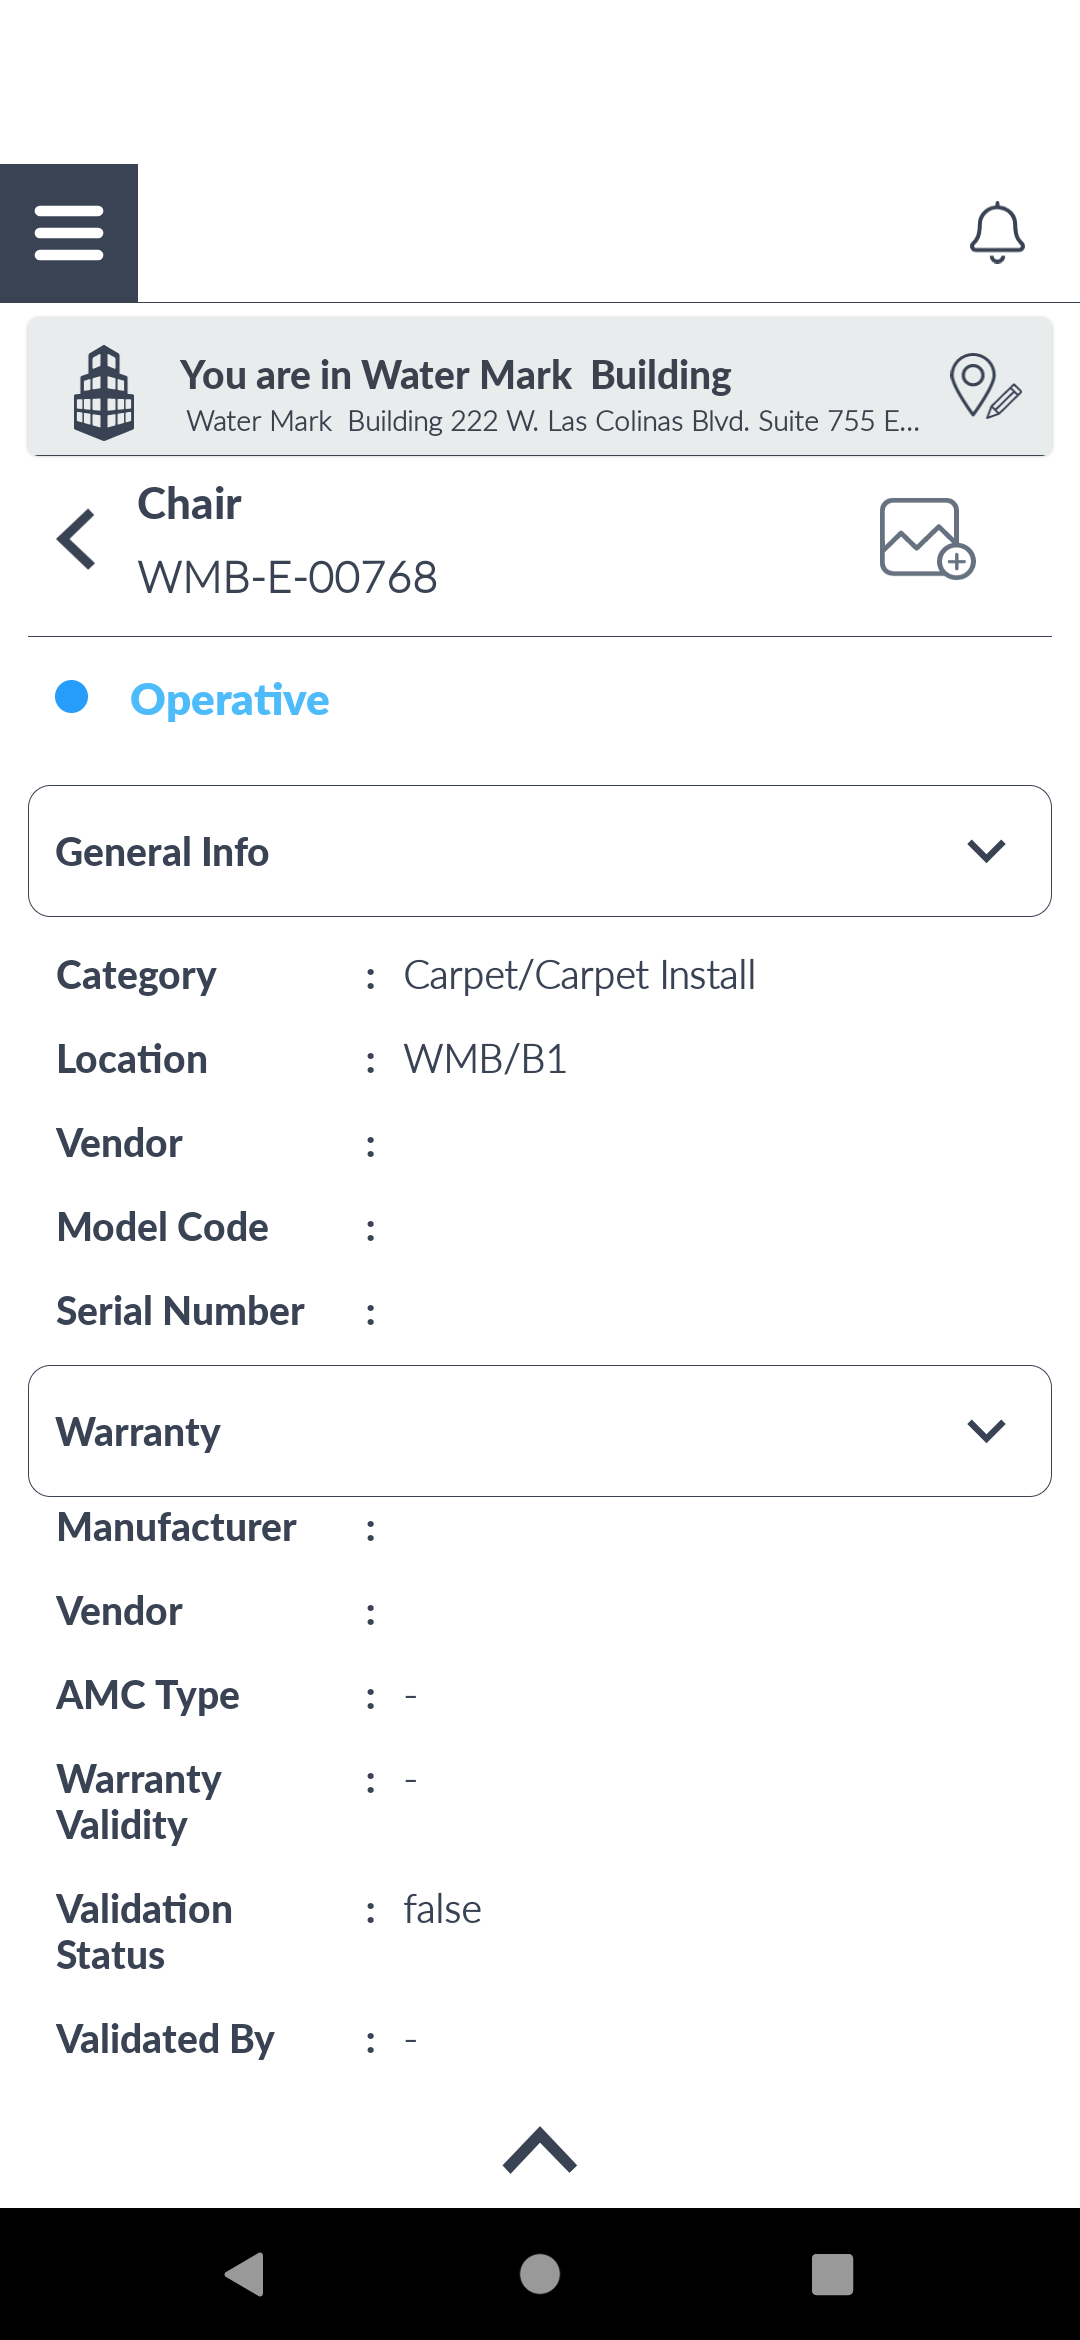 You are in Water Mark  Building
Water Mark  Building 222 W. Las Colinas Blvd. Suite 755 E...
Chair
WMB-E-00768
Operative
General Info
Category : Carpet/Carpet Install
Location : WMB/B1
Vendor :
Model Code :
Serial Number :
Warranty
Manufacturer :
Vendor :
AMC Type : -
Warranty : -
Validity
Validation : false
Status
Validated By : -